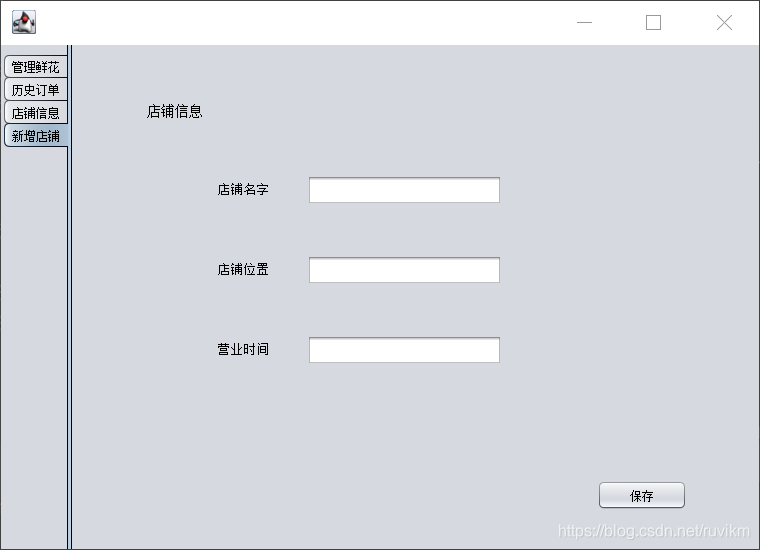 管理鲜花
历史订单
店铺信息
新增店铺
店铺信息
店铺名字
店铺位置
营业时间
保存
https://blog.csdn.net/ruvikm